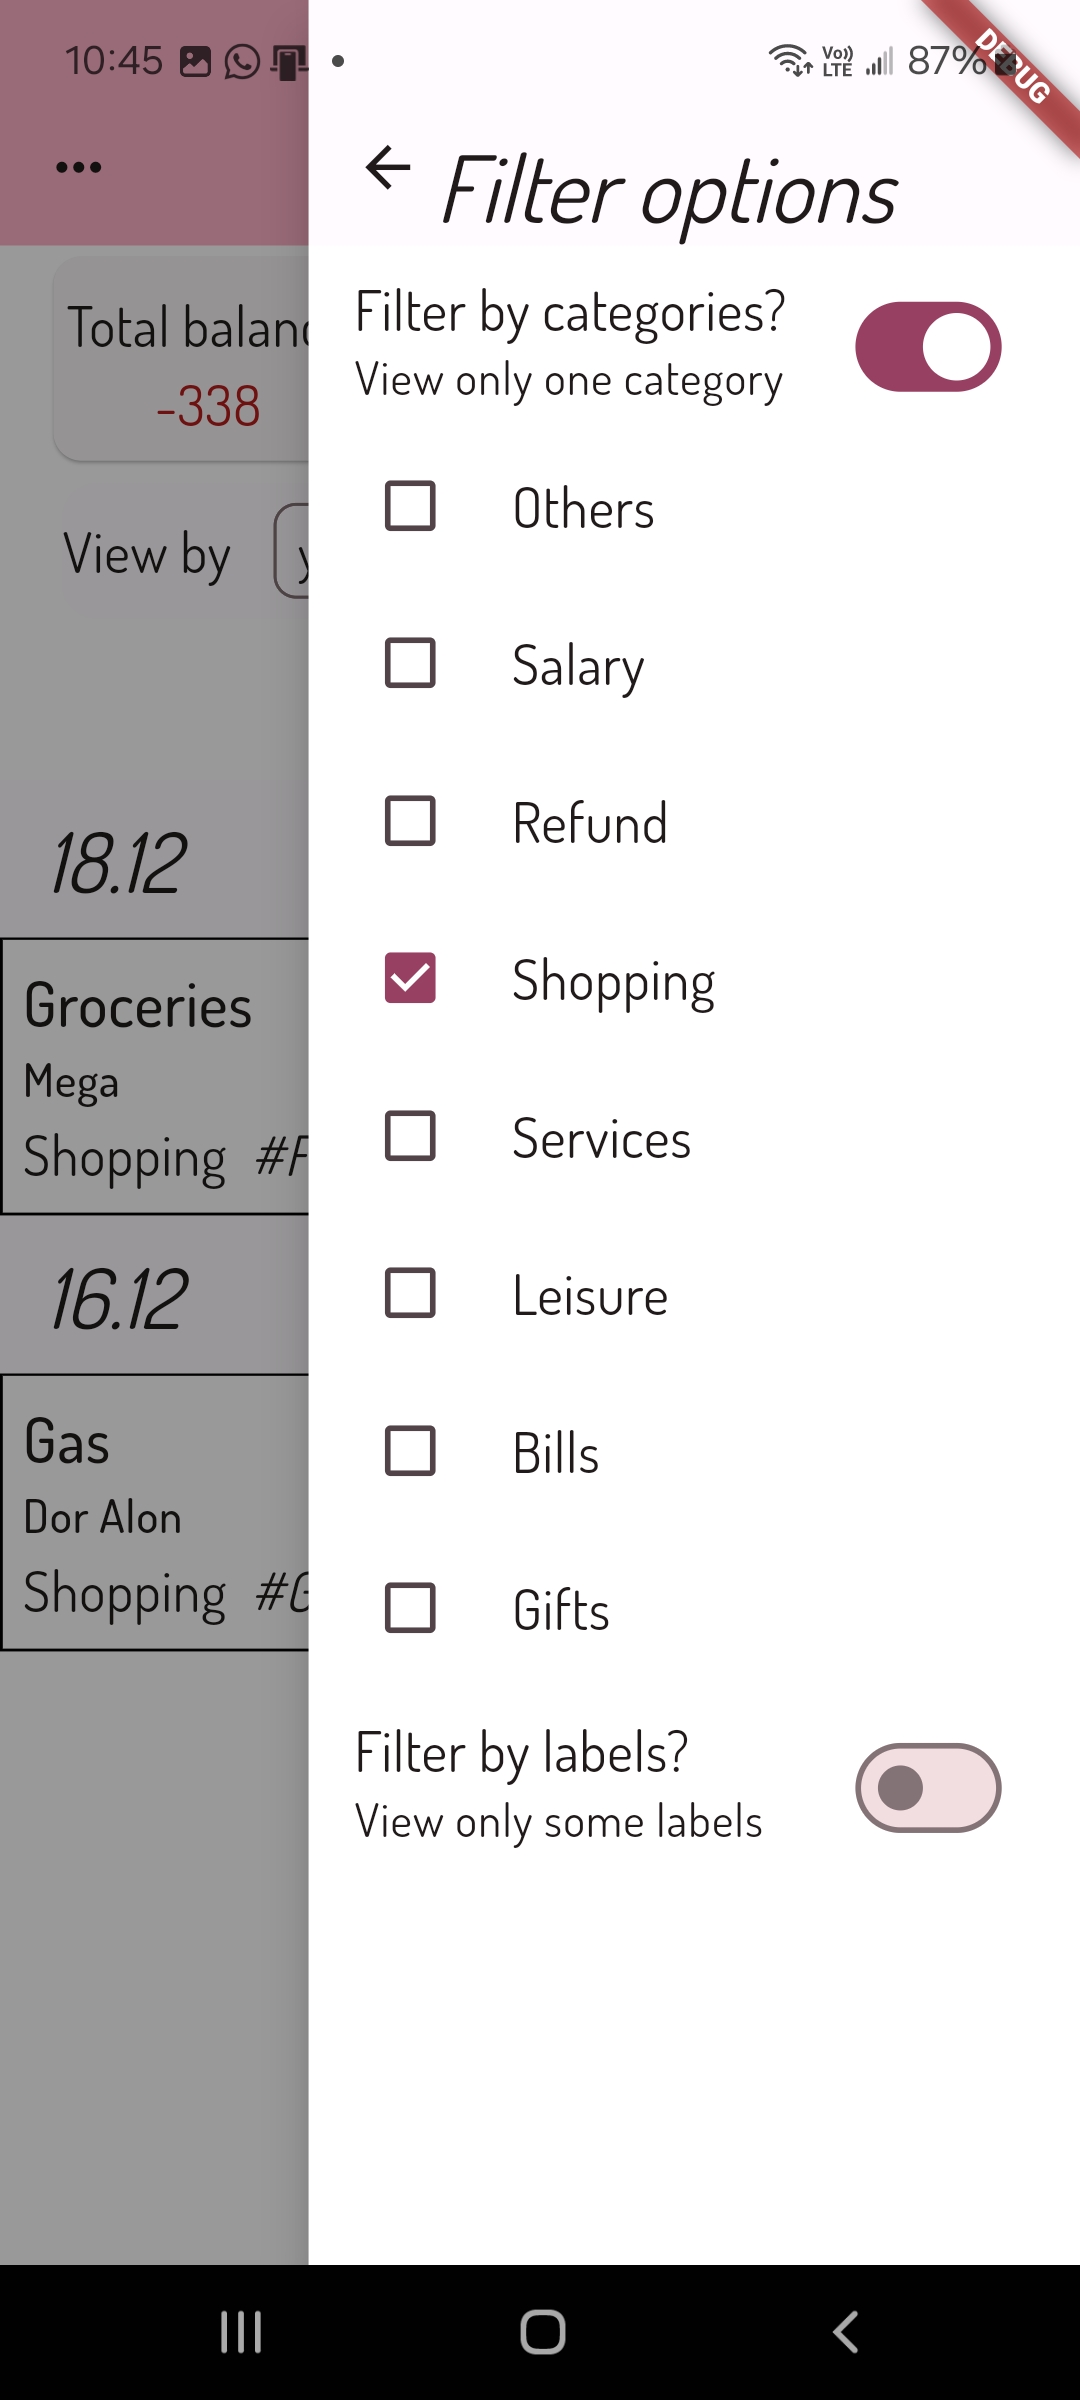 10:45
Vo))
LTE
87%
DEBUG
Filter options
Total balanc
-338
View by
Filter by categories?
View only one category
Others
Salary
Refund
Shopping
Services
Leisure
Bills
Gifts
Filter by labels?
View only some labels
18.12
Groceries
Mega
Shopping #F
16.12
Gas
Dor Alon
Shopping #G